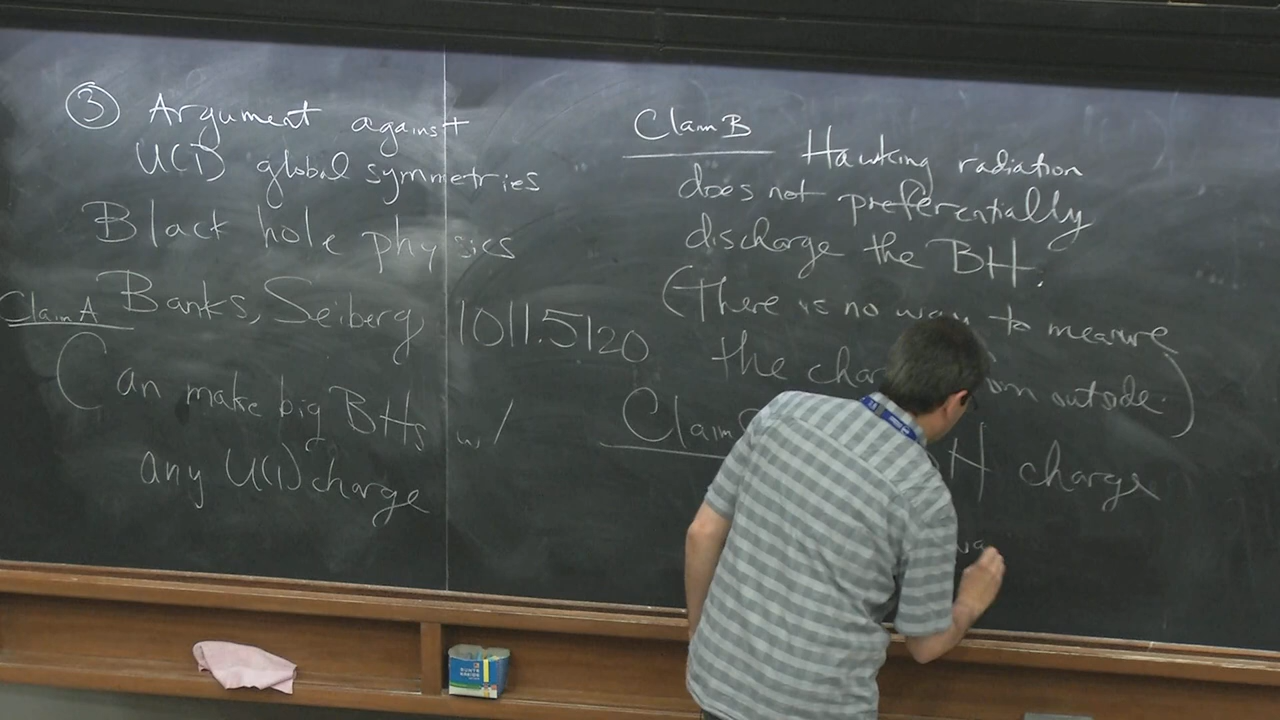 ③ Argument against
U(1) global symmetries
Black hole physics
Claim A Banks, Seiberg 1011.5120
Can make big BHs w/
any U(1) charge
Claim B Hawking radiation
does not preferentially
discharge the BH.
(There is no way to measure
the outside.)
Claim charge